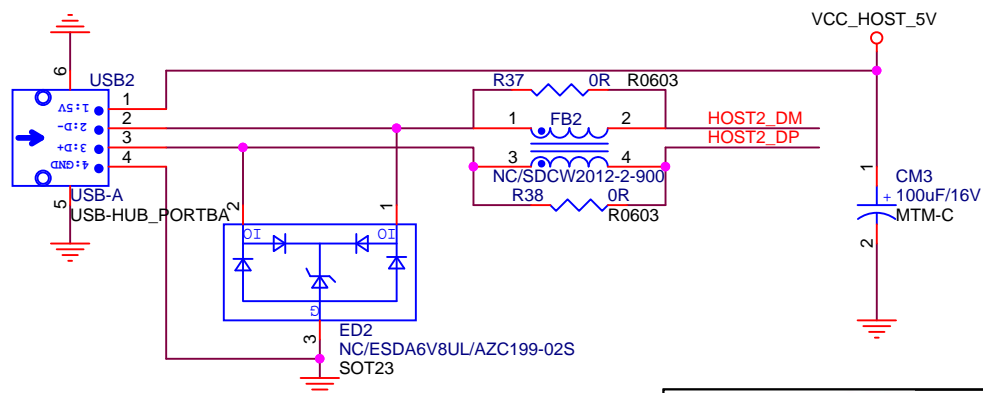 VCC_HOST_5V
6
USB2
R37
0R
R0603
1:5V
1
2:D-
2
3:D+
3
4:GND
4
FB2
1
2
HOST2_DM
HOST2_DP
3
4
NC/SDCW2012-2-900
USB-A
R38
0R
R0603
5
USB-HUB_PORTBA
1
CM3
+
100uF/16V
MTM-C
2
2
1
IO
IO
G
3
ED2
NC/ESDA6V8UL/AZC199-02S
SOT23